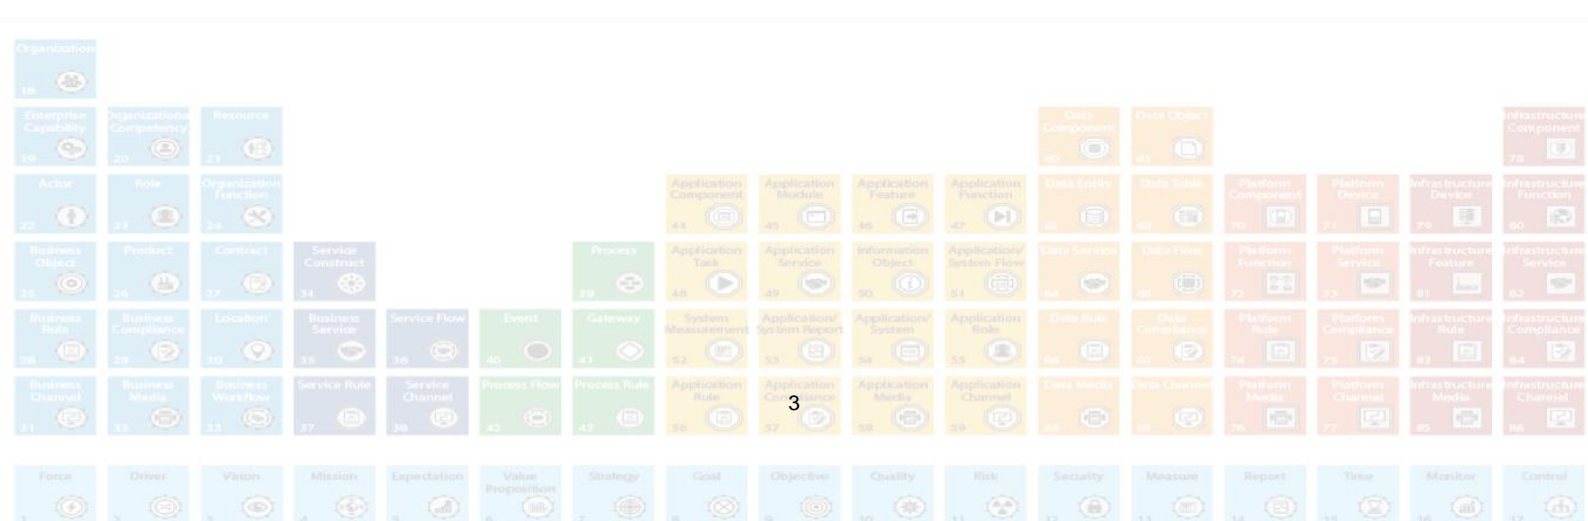 Organization
18
Enterprise Capability
Organizationa Competency
Resource
Data Component
Data Object
Infrastructure Component
19
20
21
60
61
78
Actor
Role
Organization Function
Application Component
Application Module
Application Feature
Application Function
Data Entity
Data Table
Platform Component
Platform Device
Infrastructure Device
Infrastructure Function
22
23
24
44
45
46
47
62
63
70
71
79
80
Business Object
Product
Contract
Service Construct
Process
Application Task
Application Service
Information Object
Application/ System Flow
Data Service
Data Flow
Platform Function
Platform Service
Infrastructure Feature
Infrastructure Service
25
26
27
34
39
48
49
50
51
64
65
72
73
81
82
Business Rule
Business Compliance
Location
Business Service
Service Flow
Event
Gateway
System Measurement
Application/ System Report
Application/ System
Application Role
Data Rule
Data Compliance
Platform Rule
Platform Compliance
Infrastructure Rule
Infrastructure Compliance
28
29
30
35
36
40
41
52
53
54
55
66
67
74
75
83
84
Business Channel
Business Media
Business Workflow
Service Rule
Service Channel
Process Flow
Process Rule
Application Rule
Application Compliance
Application Media
Application Channel
Data Media
Data Channel
Platform Media
Platform Channel
Infrastructure Media
Infrastructure Channel
3
31
32
33
37
38
42
43
56
57
58
59
68
69
76
77
85
86
Force
Driver
Vision
Mission
Expectation
Value Proposition
Strategy
Goal
Objective
Quality
Risk
Security
Measure
Report
Time
Monitor
Control
1
2
3
4
5
6
7
8
9
10
11
12
13
14
15
16
17